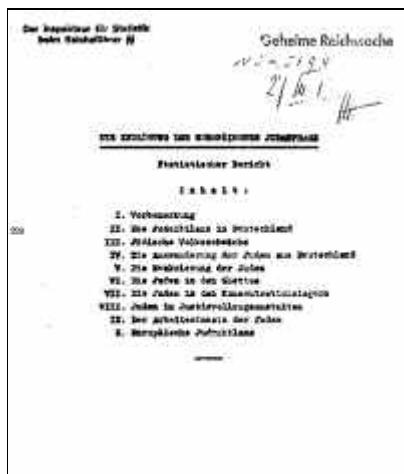 Der Inspekteur für Statistik
beim Reichsführer SS
Geheime Reichssache
DIE ENDLÖSUNG DER EUROPÄISCHEN JUDENFRAGE
Statistischer Bericht
Inhalt:
I. Vorbemerkung
II. Die Judenbilanz in Deutschland
III. Jüdische Volksschwäche
IV. Die Auswanderung der Juden aus Deutschland
V. Die Evakuierung der Juden
VI. Die Juden in den Ghettos
VII. Die Juden in den Konzentrationslagern
VIII. Juden in Justizvollzugsanstalten
IX. Der Arbeitseinsatz der Juden
X. Europäische Judenbilanz